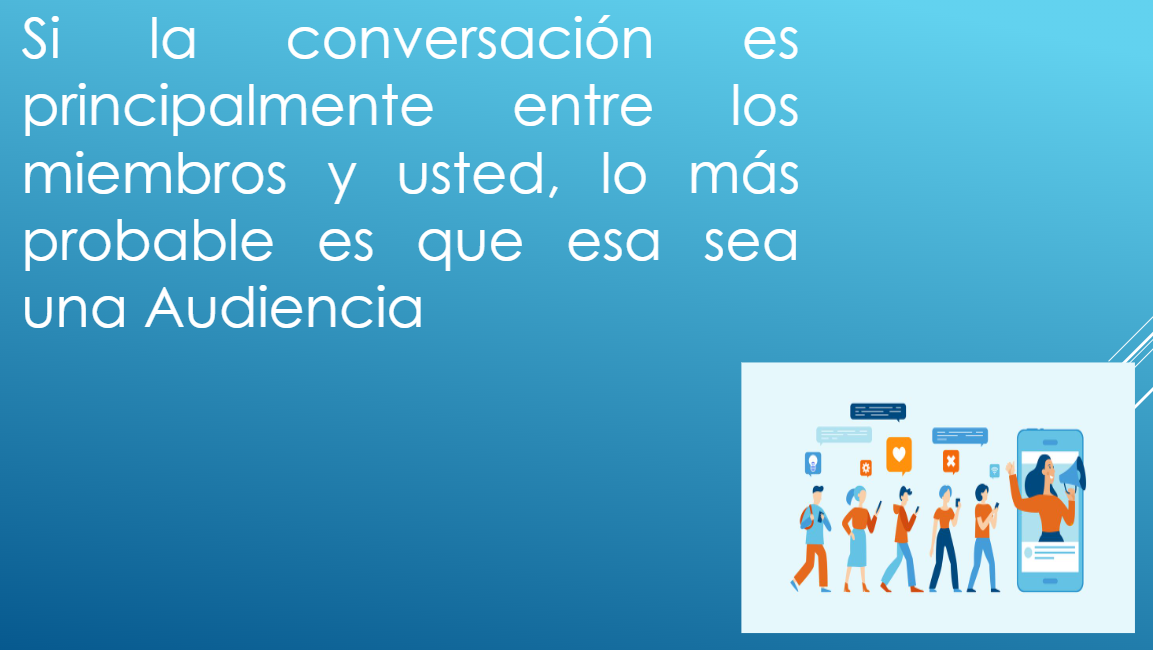 Si la conversación es
principalmente entre los
miembros y usted, lo más
probable es que esa sea
una Audiencia